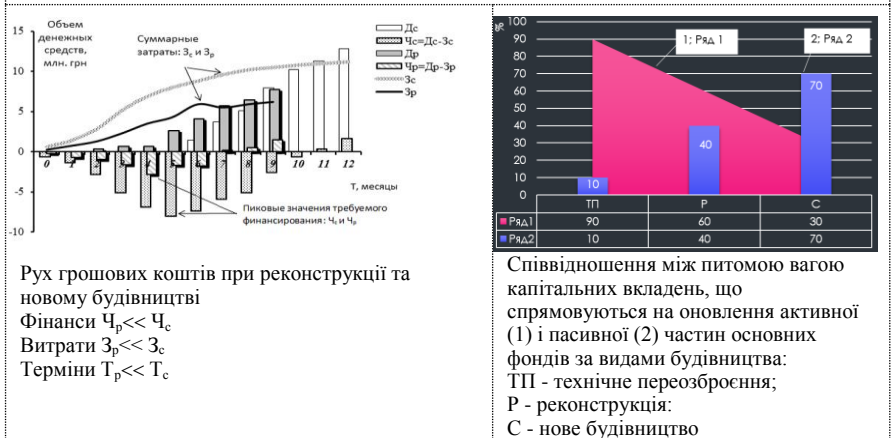 Объем
денежных
средств,
млн. грн
Суммарные
затраты: Зс и Зр
Дс
Чс=Дс-Зс
Др
Чр=Др-Зр
Зс
Зр
15
10
5
0
-5
-10
0 1 2 3 4 5 6 7 8 9 10 11 12
Т, месяцы
Пиковые значения требуемого
финансирования: Чс и Чр
Рух грошових коштів при реконструкції та
новому будівництві
Фінанси Чр<< Чс
Витрати Зр<< Зс
Терміни Тр<< Тс
%
100
90
80
70
60
50
40
30
20
10
0
1; Ряд 1
2; Ряд 2
10
40
70
ТП Р С
Ряд1 90 60 30
Ряд2 10 40 70
Співвідношення між питомою вагою
капітальних вкладень, що
спрямовуються на оновлення активної
(1) і пасивної (2) частин основних
фондів за видами будівництва:
ТП - технічне переозброєння;
Р - реконструкція:
С - нове будівництво